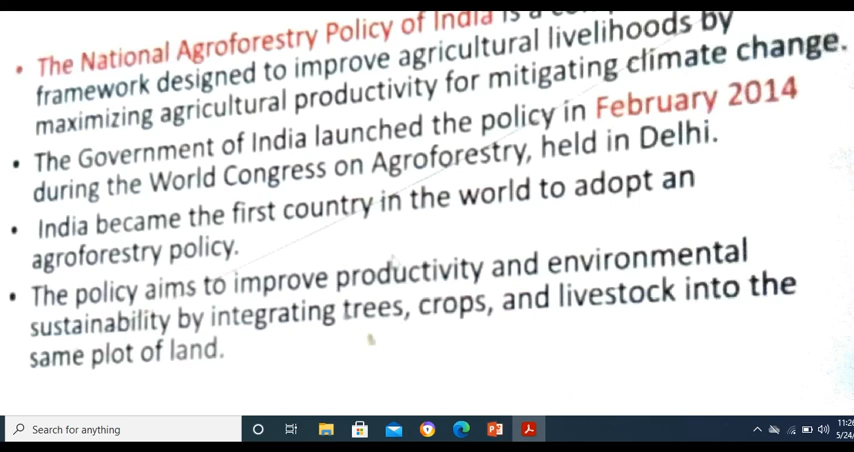 • The National Agroforestry Policy of India is a
framework designed to improve agricultural livelihoods by
maximizing agricultural productivity for mitigating climate change.
• The Government of India launched the policy in February 2014
during the World Congress on Agroforestry, held in Delhi.
• India became the first country in the world to adopt an
agroforestry policy.
• The policy aims to improve productivity and environmental
sustainability by integrating trees, crops, and livestock into the
same plot of land.
Search for anything
11:26
5/24/